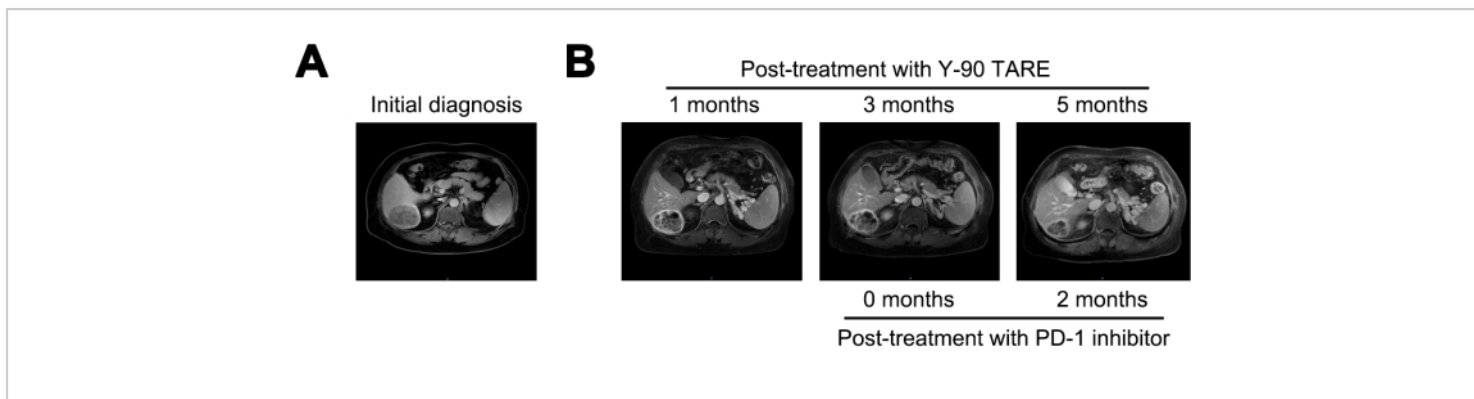 A
B
Post-treatment with Y-90 TARE
Initial diagnosis
1 months
3 months
5 months
0 months
2 months
Post-treatment with PD-1 inhibitor